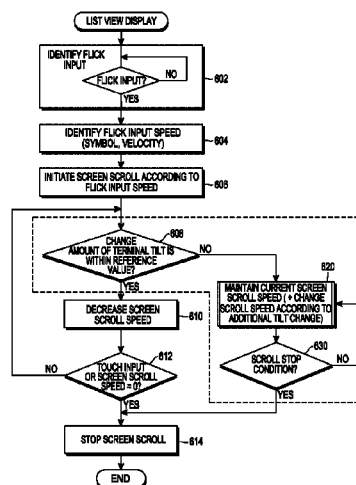 LIST VIEW DISPLAY
IDENTIFY FLICK
INPUT
FLICK INPUT?
NO
YES
602
IDENTIFY FLICK INPUT SPEED
(SYMBOL, VELOCITY)
604
INITIATE SCREEN SCROLL ACCORDING TO
FLICK INPUT SPEED
606
608
CHANGE
AMOUNT OF TERMINAL TILT IS
WITHIN REFERENCE
VALUE?
NO
YES
620
MAINTAIN CURRENT SCREEN
SCROLL SPEED ( + CHANGE
SCROLL SPEED ACCORDING TO
ADDITIONAL TILT CHANGE)
DECREASE SCREEN
SCROLL SPEED
610
612
TOUCH INPUT
OR SCREEN SCROLL
SPEED = 0?
NO
YES
630
SCROLL STOP
CONDITION?
NO
YES
STOP SCREEN SCROLL
614
END